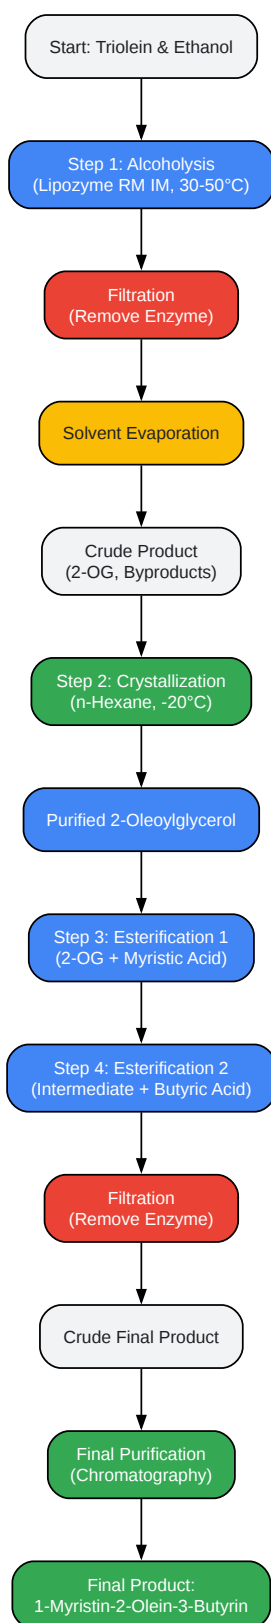 Start: Triolein & Ethanol
Step 1: Alcoholysis
(Lipozyme RM IM, 30-50°C)
Filtration
(Remove Enzyme)
Solvent Evaporation
Crude Product
(2-OG, Byproducts)
Step 2: Crystallization
(n-Hexane, -20°C)
Purified 2-Oleoylglycerol
Step 3: Esterification 1
(2-OG + Myristic Acid)
Step 4: Esterification 2
(Intermediate + Butyric Acid)
Filtration
(Remove Enzyme)
Crude Final Product
Final Purification
(Chromatography)
Final Product:
1-Myristin-2-Olein-3-Butyrin